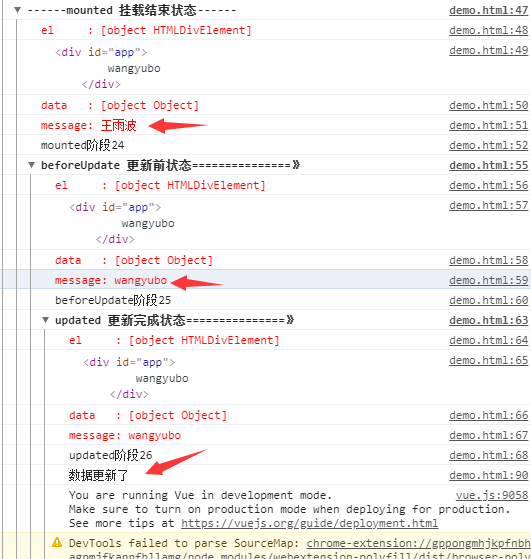 ▼ ------mounted 挂载结束状态------ demo.html:47
el : [object HTMLDivElement] demo.html:48
<div id="app"> demo.html:49
wangyubo
</div>
data : [object Object] demo.html:50
message: 王雨波 demo.html:51
mounted阶段24 demo.html:52
▼ beforeUpdate 更新前状态===============》 demo.html:55
el : [object HTMLDivElement] demo.html:56
<div id="app"> demo.html:57
wangyubo
</div>
data : [object Object] demo.html:58
message: wangyubo demo.html:59
beforeUpdate阶段25 demo.html:60
▼ updated 更新完成状态===============》 demo.html:63
el : [object HTMLDivElement] demo.html:64
<div id="app"> demo.html:65
wangyubo
</div>
data : [object Object] demo.html:66
message: wangyubo demo.html:67
updated阶段26 demo.html:68
数据更新了 demo.html:90
You are running Vue in development mode. vue.js:9058
Make sure to turn on production mode when deploying for production.
See more tips at https://vuejs.org/guide/deployment.html
DevTools failed to parse SourceMap: chrome-extension://gppongmhjkpfnbh